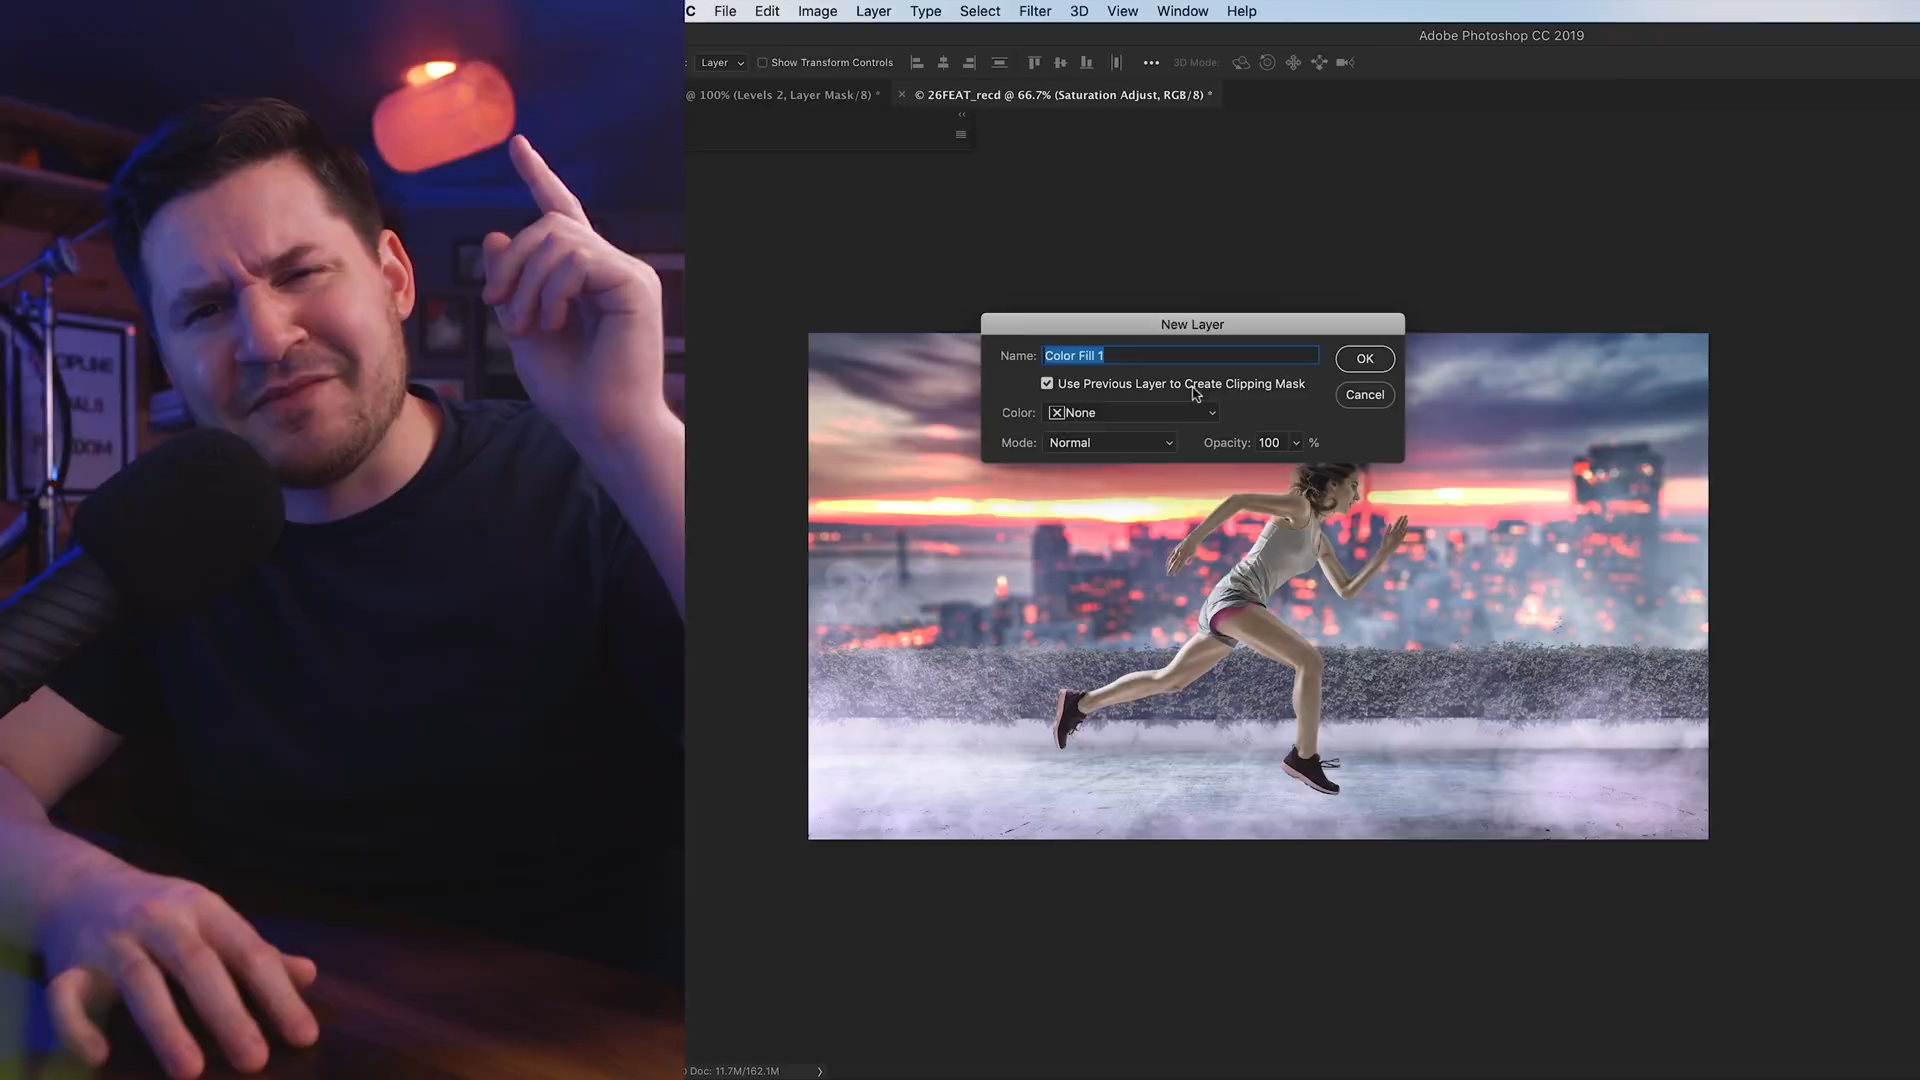 C File Edit Image Layer Type Select Filter 3D View Window Help
Adobe Photoshop CC 2019
: Layer Show Transform Controls ••• 3D Mode:
@ 100% (Levels 2, Layer Mask/8) * × © 26FEAT_recd @ 66.7% (Saturation Adjust, RGB/8) *
New Layer
Name: Color Fill 1 OK
Use Previous Layer to Create Clipping Mask
Cancel
Color: None
Mode: Normal Opacity: 100 %
Doc: 11.7M/162.1M